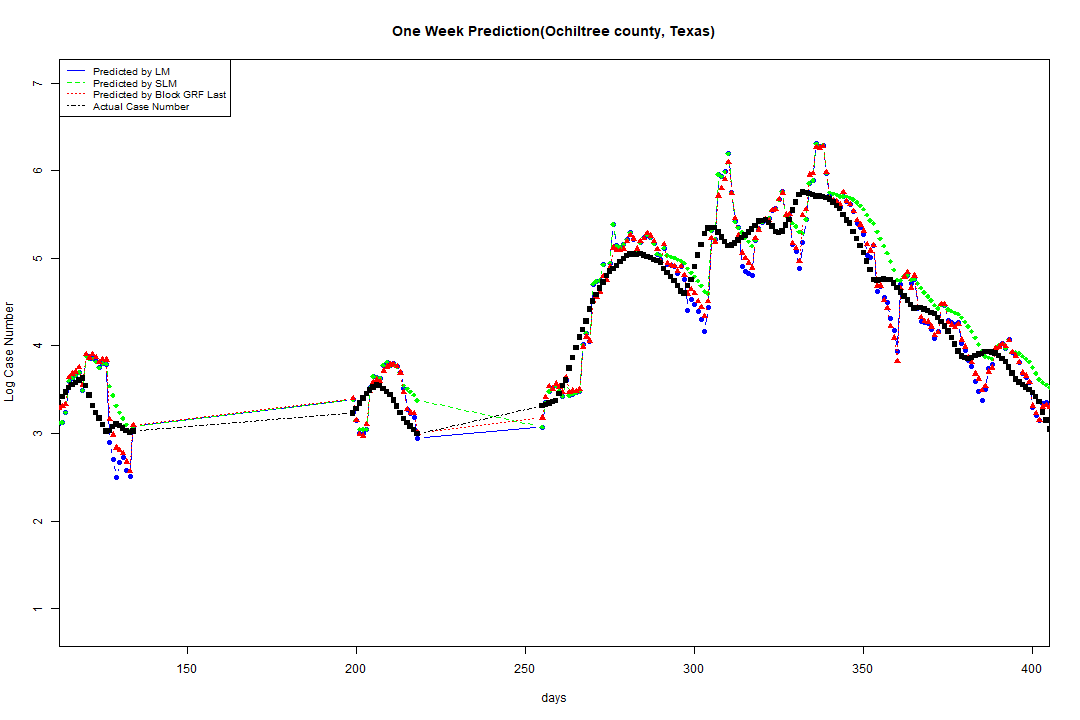 One Week Prediction(Ochiltree county, Texas)
Predicted by LM
Predicted by SLM
Predicted by Block GRF Last
Actual Case Number
Log Case Number
7
6
5
4
3
2
1
150
200
250
300
350
400
days